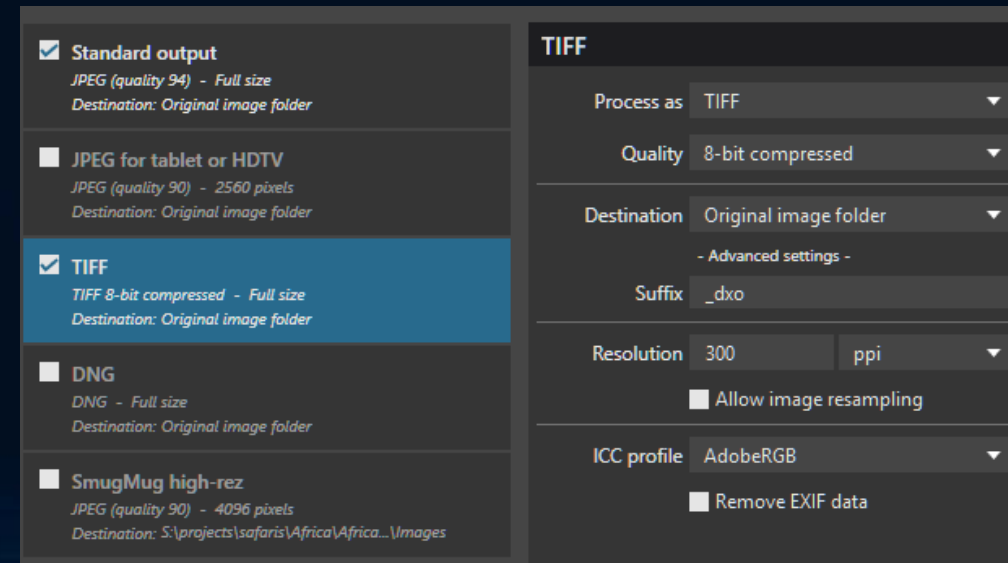 Standard output
JPEG (quality 94) - Full size
Destination: Original image folder
JPEG for tablet or HDTV
JPEG (quality 90) - 2560 pixels
Destination: Original image folder
TIFF
TIFF 8-bit compressed - Full size
Destination: Original image folder
DNG
DNG - Full size
Destination: Original image folder
SmugMug high-rez
JPEG (quality 90) - 4096 pixels
Destination: S:\projects\safaris\Africa\Africa...\Images
TIFF
Process as TIFF
Quality 8-bit compressed
Destination Original image folder
- Advanced settings -
Suffix _dxo
Resolution 300 ppi
Allow image resampling
ICC profile AdobeRGB
Remove EXIF data